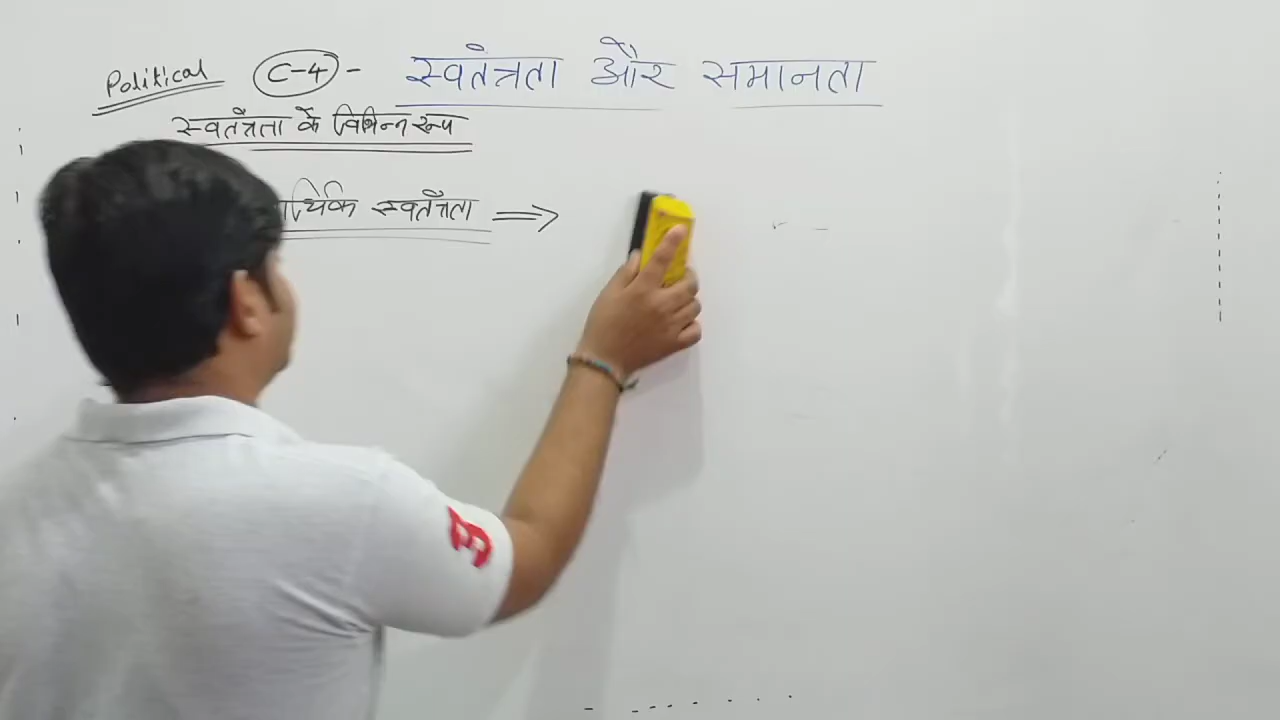 Political C-4 - स्वतंत्रता और समानता
स्वतंत्रता के विभिन्न रूप
स्वतंत्रता ⇒